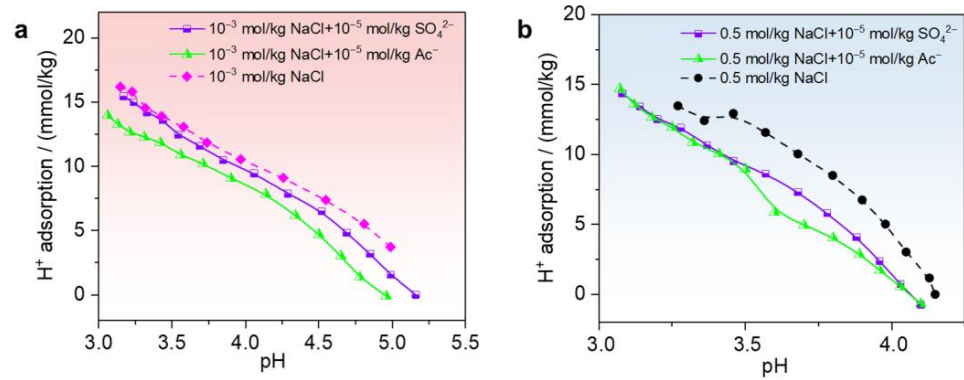 a
10⁻³ mol/kg NaCl+10⁻⁵ mol/kg SO₄²⁻
10⁻³ mol/kg NaCl+10⁻⁵ mol/kg Ac⁻
10⁻³ mol/kg NaCl
H⁺ adsorption / (mmol/kg)
20
15
10
5
0
3.0 3.5 4.0 4.5 5.0 5.5
pH
b
0.5 mol/kg NaCl+10⁻⁵ mol/kg SO₄²⁻
0.5 mol/kg NaCl+10⁻⁵ mol/kg Ac⁻
0.5 mol/kg NaCl
H⁺ adsorption / (mmol/kg)
20
15
10
5
0
3.0 3.5 4.0
pH